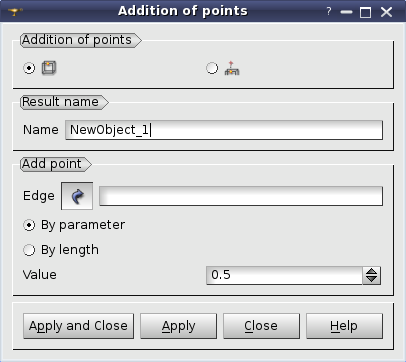 Addition of points
Addition of points
Result name
Name NewObject_1
Add point
Edge
By parameter
By length
Value 0.5
Apply and Close Apply Close Help